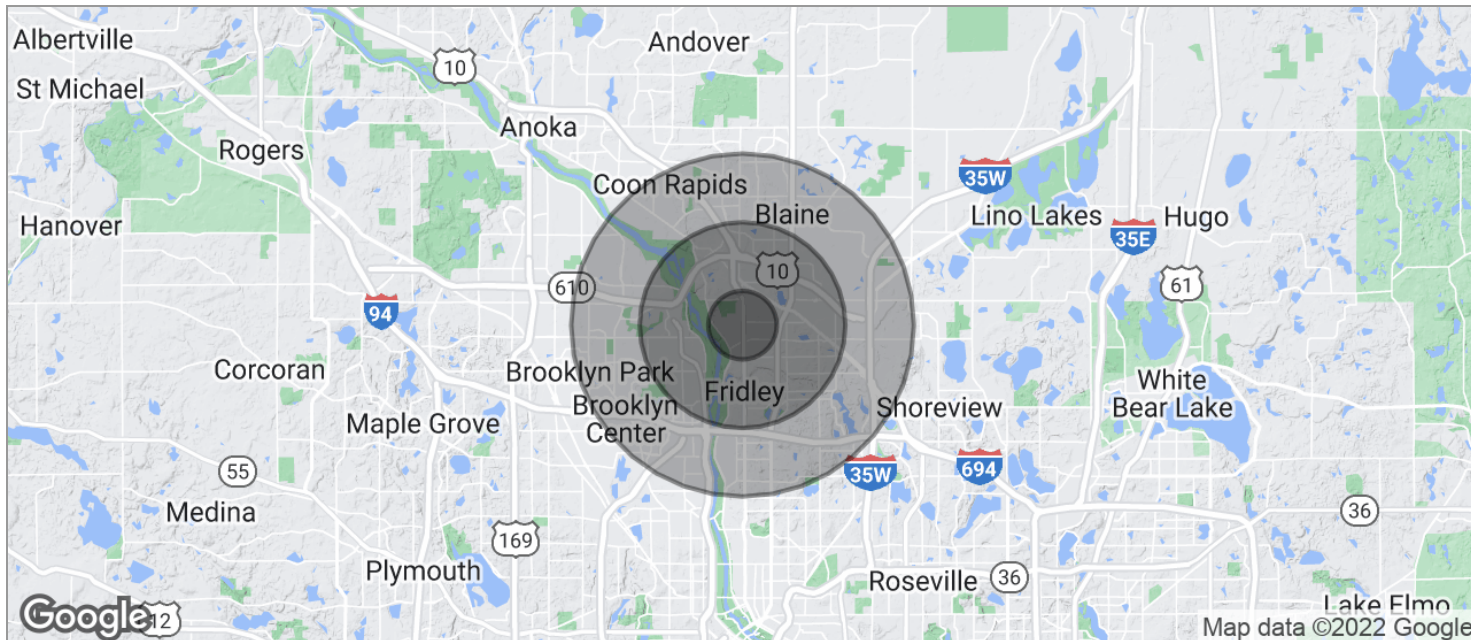 Albertville
Andover
10
St Michael
Anoka
Rogers
35W
Coon Rapids
Blaine
Lino Lakes
Hugo
Hanover
35E
10
610
61
94
Corcoran
Brooklyn Park
White
Bear Lake
Fridley
Brooklyn
Center
Shoreview
Maple Grove
55
35W
694
Medina
36
169
Plymouth
Roseville
36
Lake Elmo
Google
12
Map data ©2022 Google